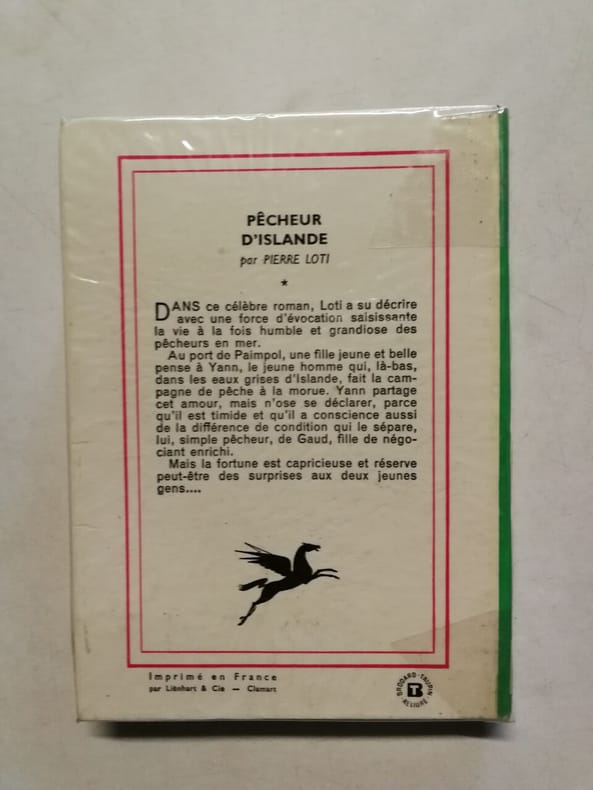 PÊCHEUR
D'ISLANDE
par PIERRE LOTI
★
DANS ce célèbre roman, Loti a su décrire
avec une force d'évocation saisissante
la vie à la fois humble et grandiose des
pêcheurs en mer.
Au port de Paimpol, une fille jeune et belle
pense à Yann, le jeune homme qui, là-bas,
dans les eaux grises d'Islande, fait la cam-
pagne de pêche à la morue. Yann partage
cet amour, mais n'ose se déclarer, parce
qu'il est timide et qu'il a conscience aussi
de la différence de condition qui le sépare,
lui, simple pêcheur, de Gaud, fille de négo-
ciant enrichi.
Mais la fortune est capricieuse et réserve
peut-être des surprises aux deux jeunes
gens....
Imprimé en France
par Liénhart & Cie — Clamart
BRODARD-TAUPIN
BT
RELIURE